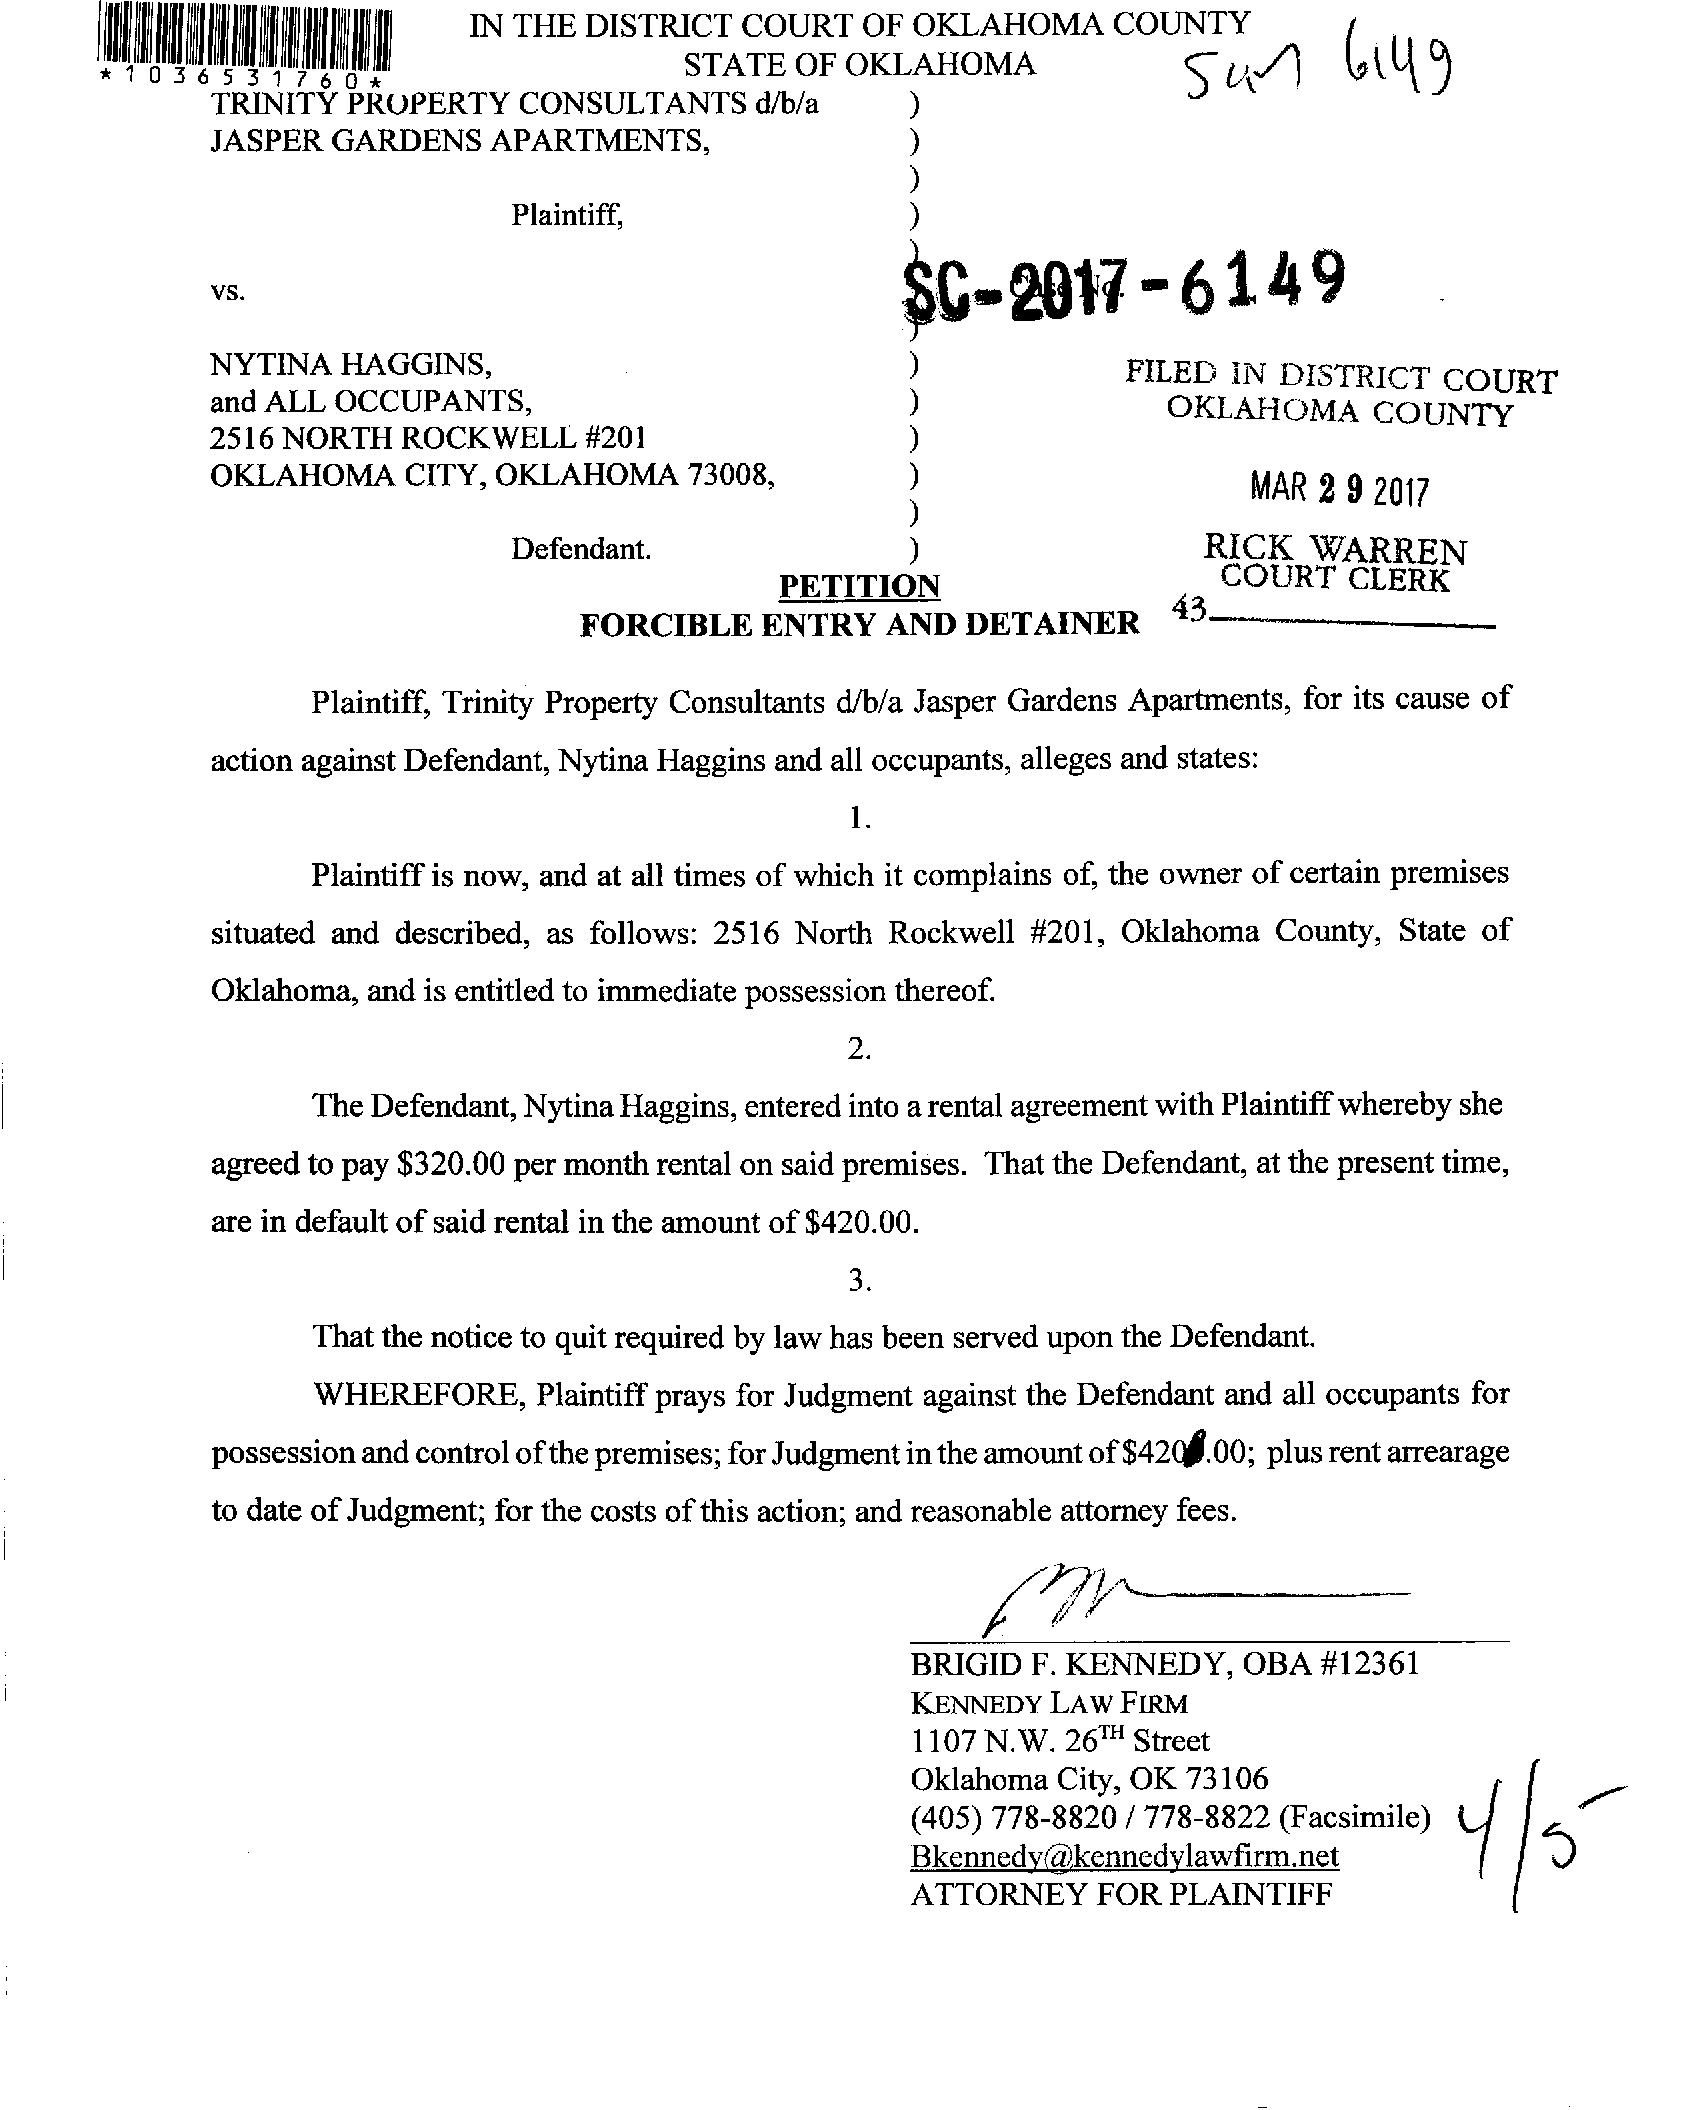 IN THE DISTRICT COURT OF OKLAHOMA COUNTY
STATE OF OKLAHOMA
6149
*1036531760*
TRINITY PROPERTY CONSULTANTS d/b/a )
JASPER GARDENS APARTMENTS, )
)
Plaintiff, )
)
vs.
SC-2017-6149
)
NYTINA HAGGINS, )
and ALL OCCUPANTS, )
2516 NORTH ROCKWELL #201 )
OKLAHOMA CITY, OKLAHOMA 73008, )
)
Defendant. )
FILED IN DISTRICT COURT
OKLAHOMA COUNTY
MAR 29 2017
RICK WARREN
COURT CLERK
43
PETITION
FORCIBLE ENTRY AND DETAINER
Plaintiff, Trinity Property Consultants d/b/a Jasper Gardens Apartments, for its cause of
action against Defendant, Nytina Haggins and all occupants, alleges and states:
1.
Plaintiff is now, and at all times of which it complains of, the owner of certain premises
situated and described, as follows: 2516 North Rockwell #201, Oklahoma County, State of
Oklahoma, and is entitled to immediate possession thereof.
2.
The Defendant, Nytina Haggins, entered into a rental agreement with Plaintiff whereby she
agreed to pay $320.00 per month rental on said premises. That the Defendant, at the present time,
are in default of said rental in the amount of $420.00.
3.
That the notice to quit required by law has been served upon the Defendant.
WHEREFORE, Plaintiff prays for Judgment against the Defendant and all occupants for
possession and control of the premises; for Judgment in the amount of $420.00; plus rent arrearage
to date of Judgment; for the costs of this action; and reasonable attorney fees.
BRIGID F. KENNEDY, OBA #12361
KENNEDY LAW FIRM
1107 N.W. 26TH Street
Oklahoma City, OK 73106
(405) 778-8820 / 778-8822 (Facsimile)
Bkennedy@kennedylawfirm.net
ATTORNEY FOR PLAINTIFF
4/5